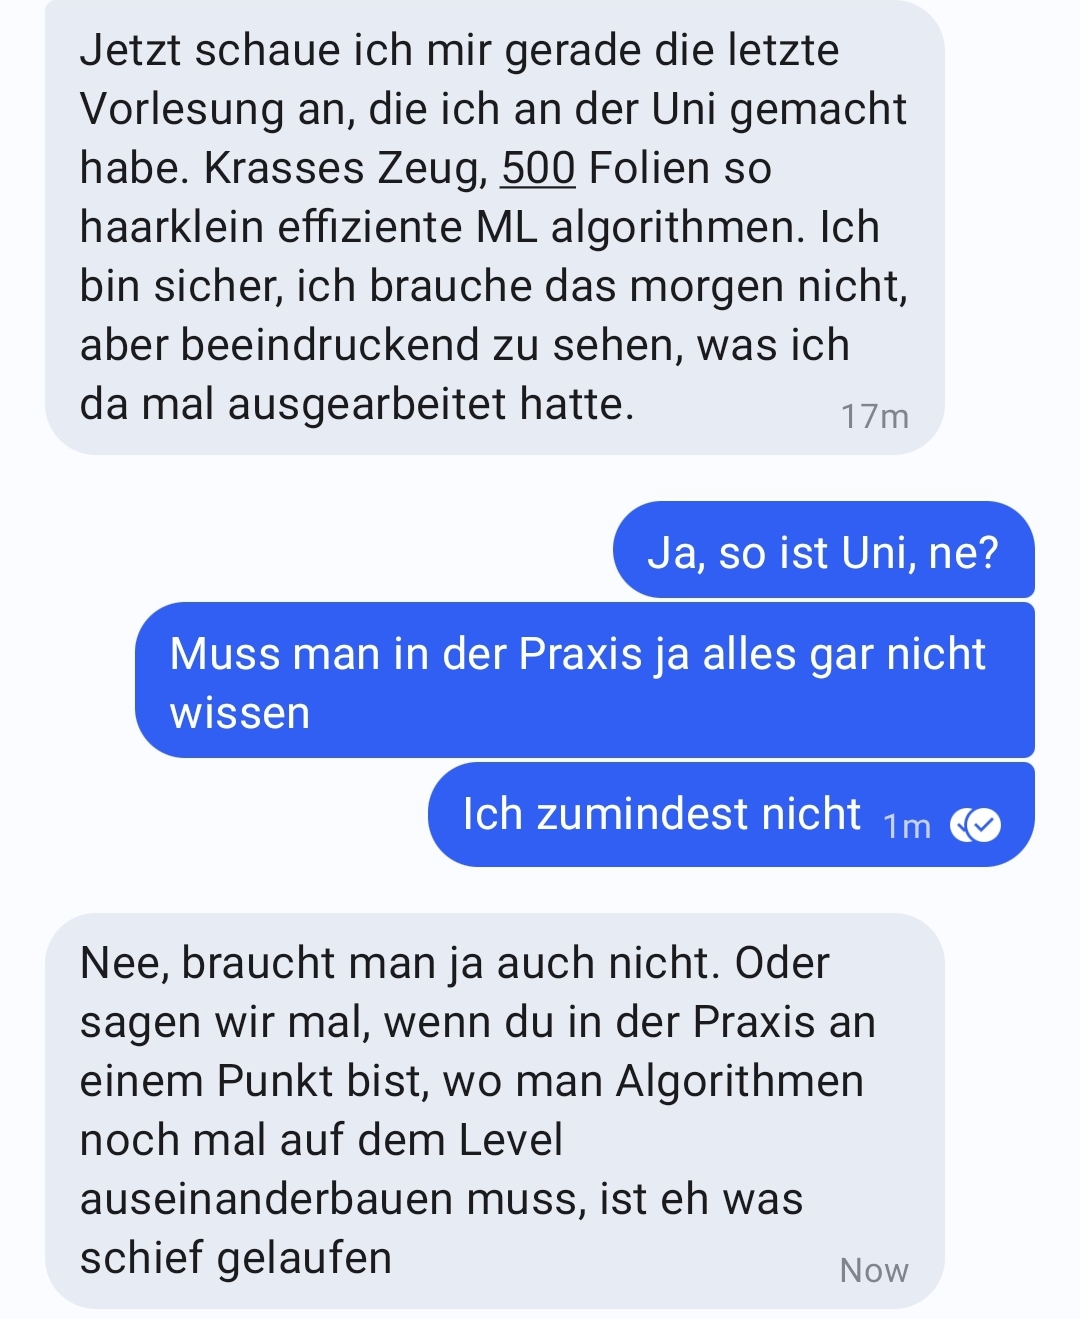 Jetzt schaue ich mir gerade die letzte
Vorlesung an, die ich an der Uni gemacht
habe. Krasses Zeug, 500 Folien so
haarklein effiziente ML algorithmen. Ich
bin sicher, ich brauche das morgen nicht,
aber beeindruckend zu sehen, was ich
da mal ausgearbeitet hatte.
17m
Ja, so ist Uni, ne?
Muss man in der Praxis ja alles gar nicht
wissen
Ich zumindest nicht 1m
Nee, braucht man ja auch nicht. Oder
sagen wir mal, wenn du in der Praxis an
einem Punkt bist, wo man Algorithmen
noch mal auf dem Level
auseinanderbauen muss, ist eh was
schief gelaufen
Now